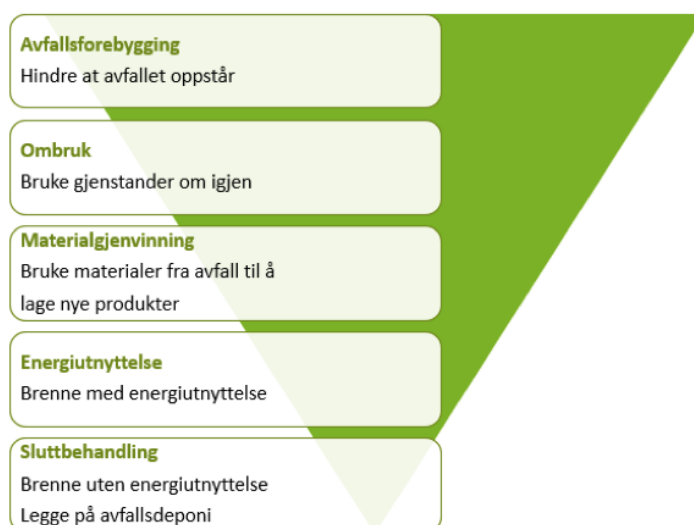 Avfallsforebygging
Hindre at avfallet oppstår
Ombruk
Bruke gjenstander om igjen
Materialgjenvinning
Bruke materialer fra avfall til å
lage nye produkter
Energiutnyttelse
Brenne med energiutnyttelse
Sluttbehandling
Brenne uten energiutnyttelse
Legge på avfallsdeponi